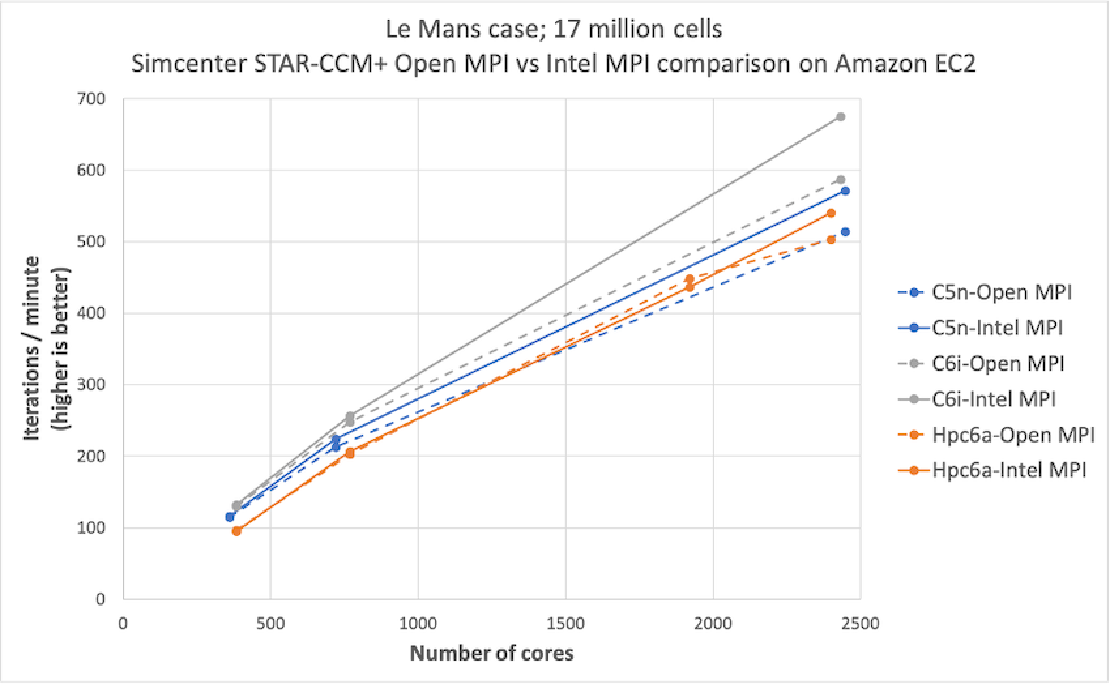 Le Mans case; 17 million cells
Simcenter STAR-CCM+ Open MPI vs Intel MPI comparison on Amazon EC2
700
600
500
400
300
200
100
0
Iterations / minute
(higher is better)
0
500
1000
1500
2000
2500
Number of cores
C5n-Open MPI
C5n-Intel MPI
C6i-Open MPI
C6i-Intel MPI
Hpc6a-Open MPI
Hpc6a-Intel MPI